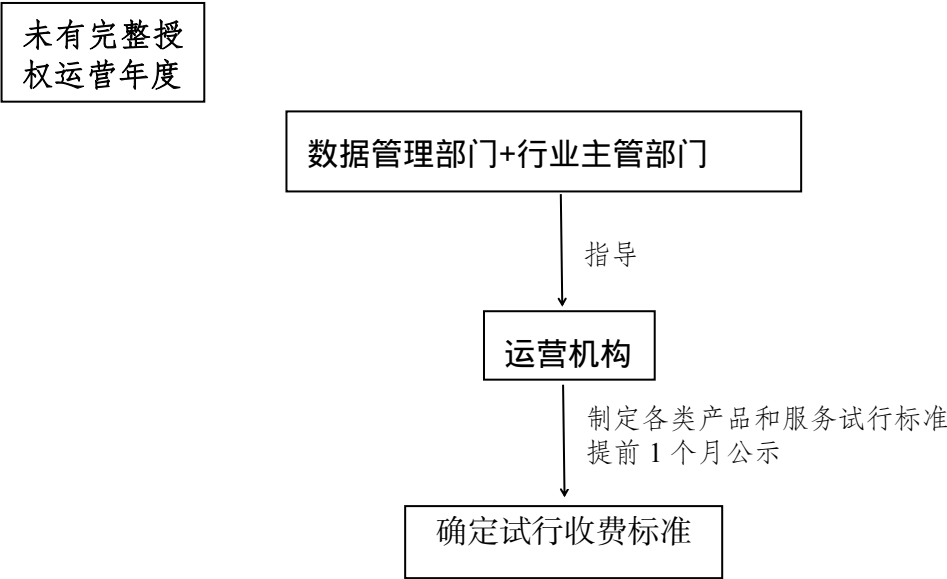 未有完整授
权运营年度
数据管理部门+行业主管部门
指导
运营机构
制定各类产品和服务试行标准
提前 1 个月公示
确定试行收费标准